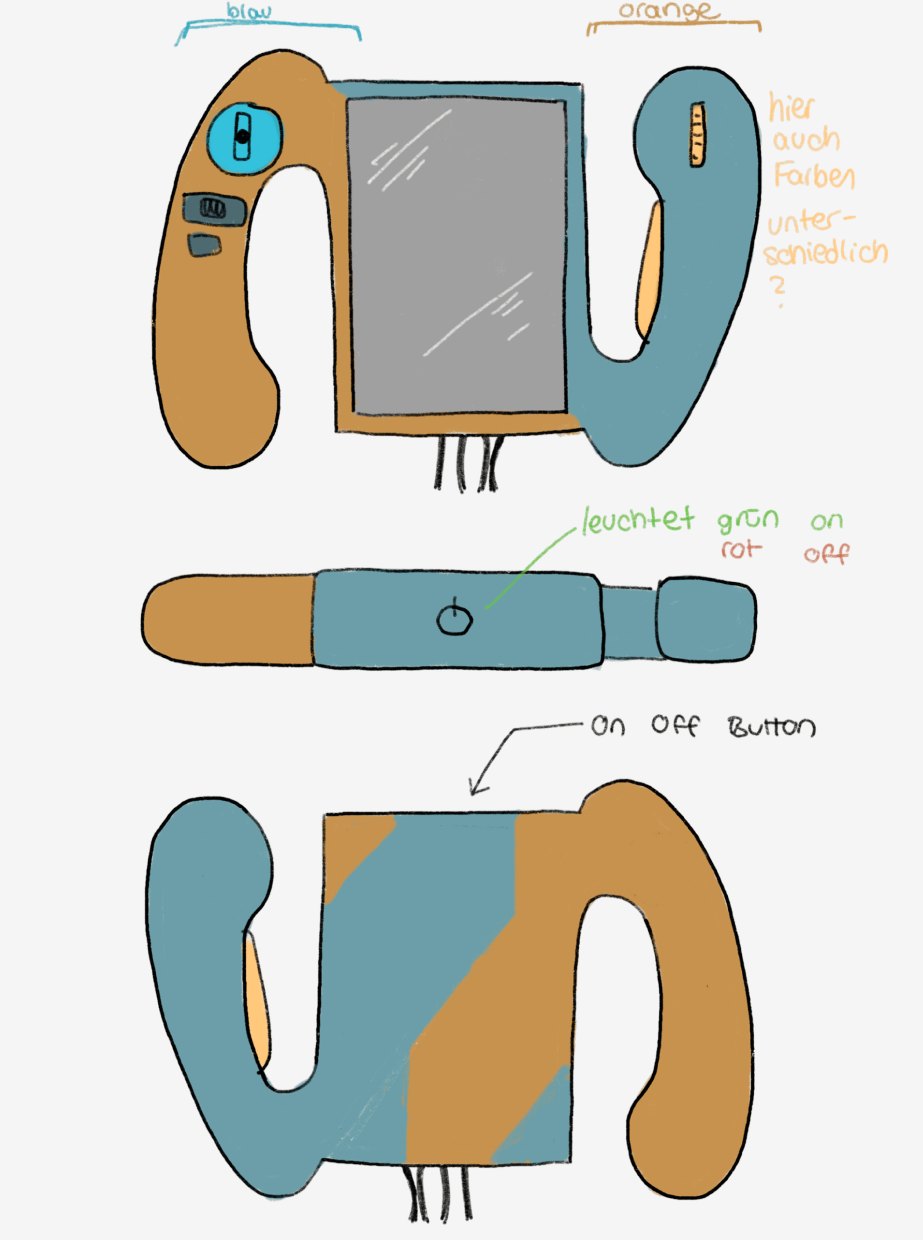 blau
orange
hier
auch
Farben
unter-
schiedlich
?
leuchtet grün on
rot off
On Off Button